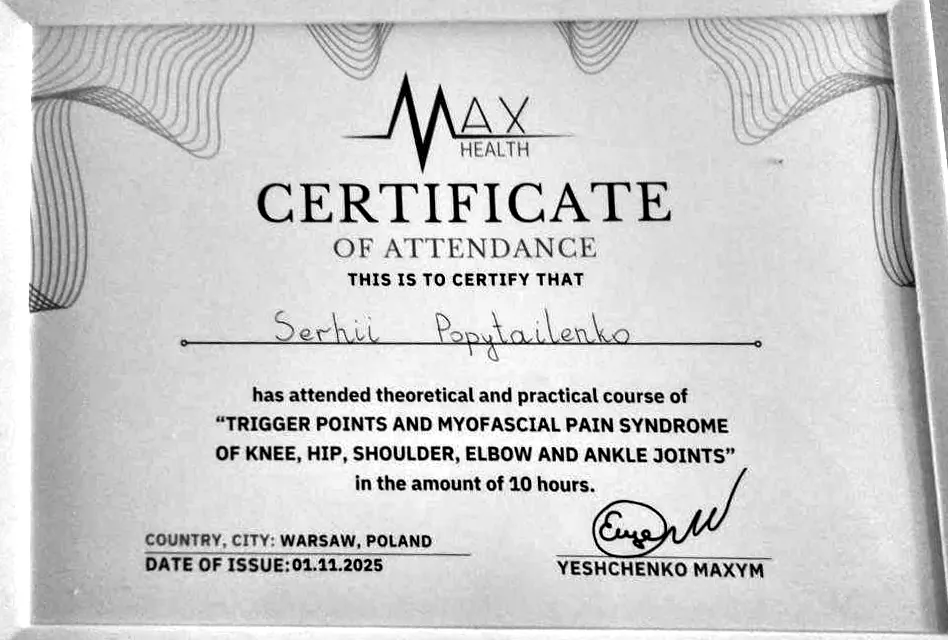 MAX
HEALTH
CERTIFICATE
OF ATTENDANCE
THIS IS TO CERTIFY THAT
Serhii Popytailenko
has attended theoretical and practical course of
“TRIGGER POINTS AND MYOFASCIAL PAIN SYNDROME
OF KNEE, HIP, SHOULDER, ELBOW AND ANKLE JOINTS”
in the amount of 10 hours.
COUNTRY, CITY: WARSAW, POLAND
DATE OF ISSUE:01.11.2025
YESHCHENKO MAXYM